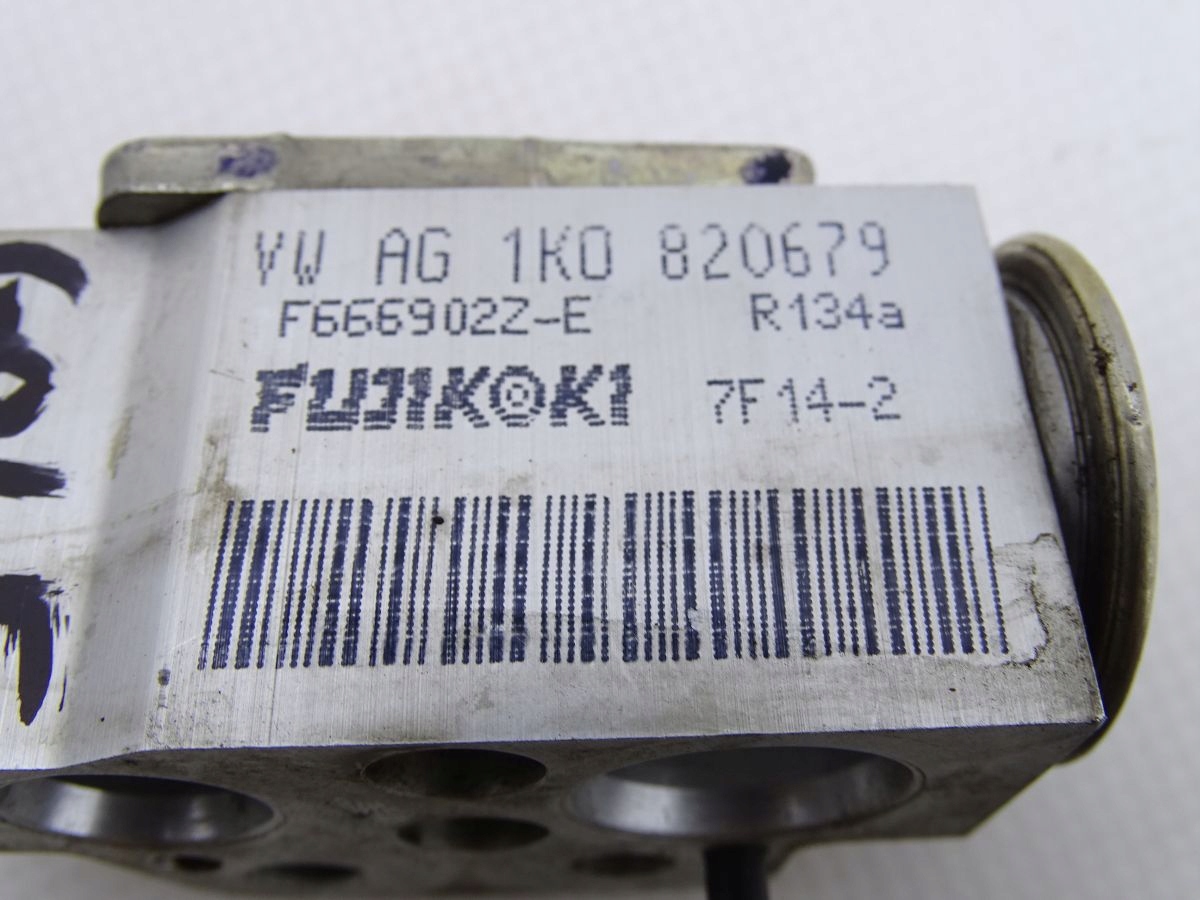 VW AG 1K0 820679
F666902Z-E R134a
FUJIKOKI 7F14-2